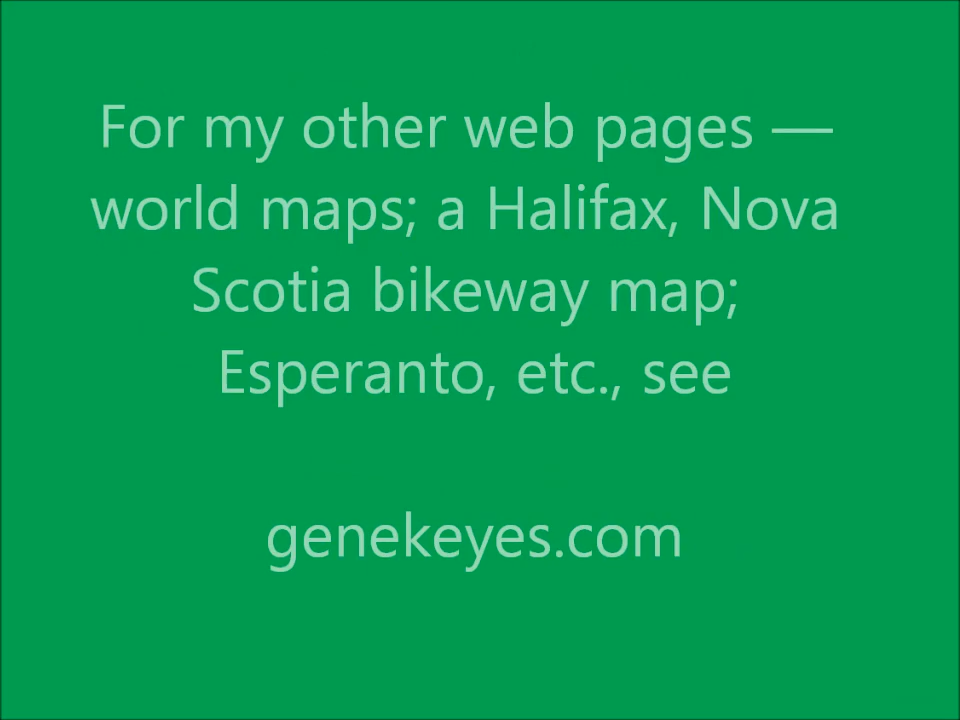 For my other web pages —
world maps; a Halifax, Nova
Scotia bikeway map;
Esperanto, etc., see
genekeyes.com